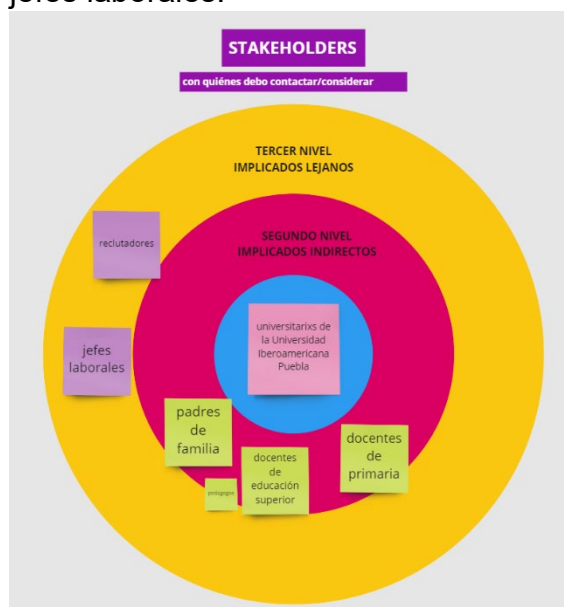 jefes laborales.
STAKEHOLDERS
con quiénes debo contactar/considerar
TERCER NIVEL
IMPLICADOS LEJANOS
reclutadores
SEGUNDO NIVEL
IMPLICADOS INDIRECTOS
universitarixs de
la Universidad
Iberoamericana
Puebla
jefes
laborales
padres
de
familia
docentes
de
educación
superior
docentes
de
primaria